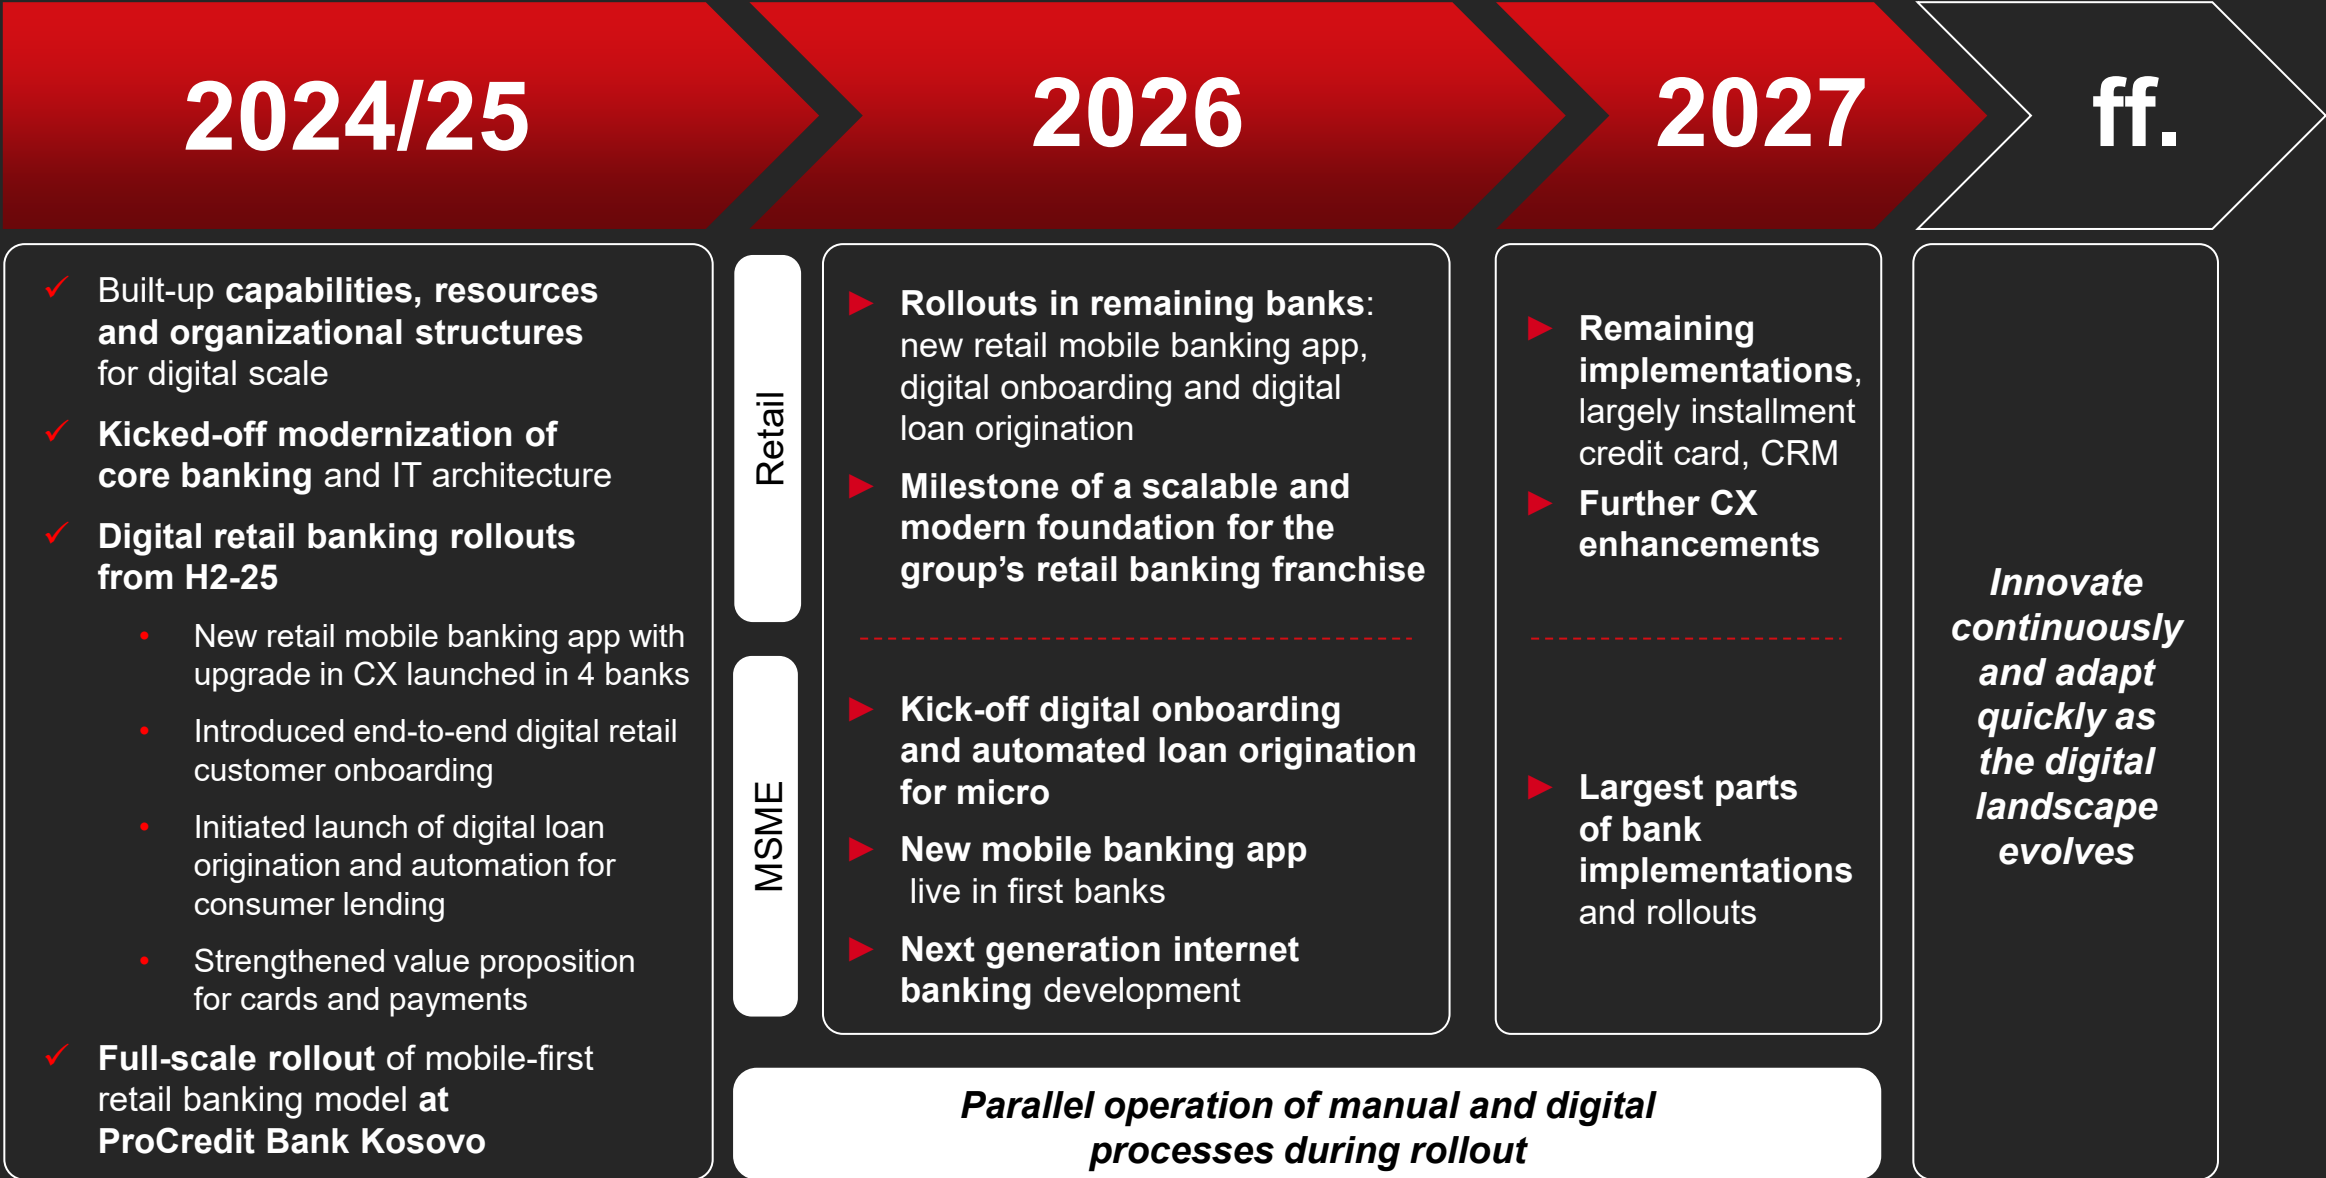 2024/25
2026
2027
ff.
Built-up capabilities, resources
and organizational structures
for digital scale
Kicked-off modernization of
core banking and IT architecture
Digital retail banking rollouts
from H2-25
New retail mobile banking app with
upgrade in CX launched in 4 banks
Introduced end-to-end digital retail
customer onboarding
Initiated launch of digital loan
origination and automation for
consumer lending
Strengthened value proposition
for cards and payments
Full-scale rollout of mobile-first
retail banking model at
ProCredit Bank Kosovo
Retail
Rollouts in remaining banks:
new retail mobile banking app,
digital onboarding and digital
loan origination
Milestone of a scalable and
modern foundation for the
group’s retail banking franchise
Remaining
implementations,
largely installment
credit card, CRM
Further CX
enhancements
MSME
Kick-off digital onboarding
and automated loan origination
for micro
New mobile banking app
live in first banks
Next generation internet
banking development
Largest parts
of bank
implementations
and rollouts
Parallel operation of manual and digital
processes during rollout
Innovate
continuously
and adapt
quickly as
the digital
landscape
evolves